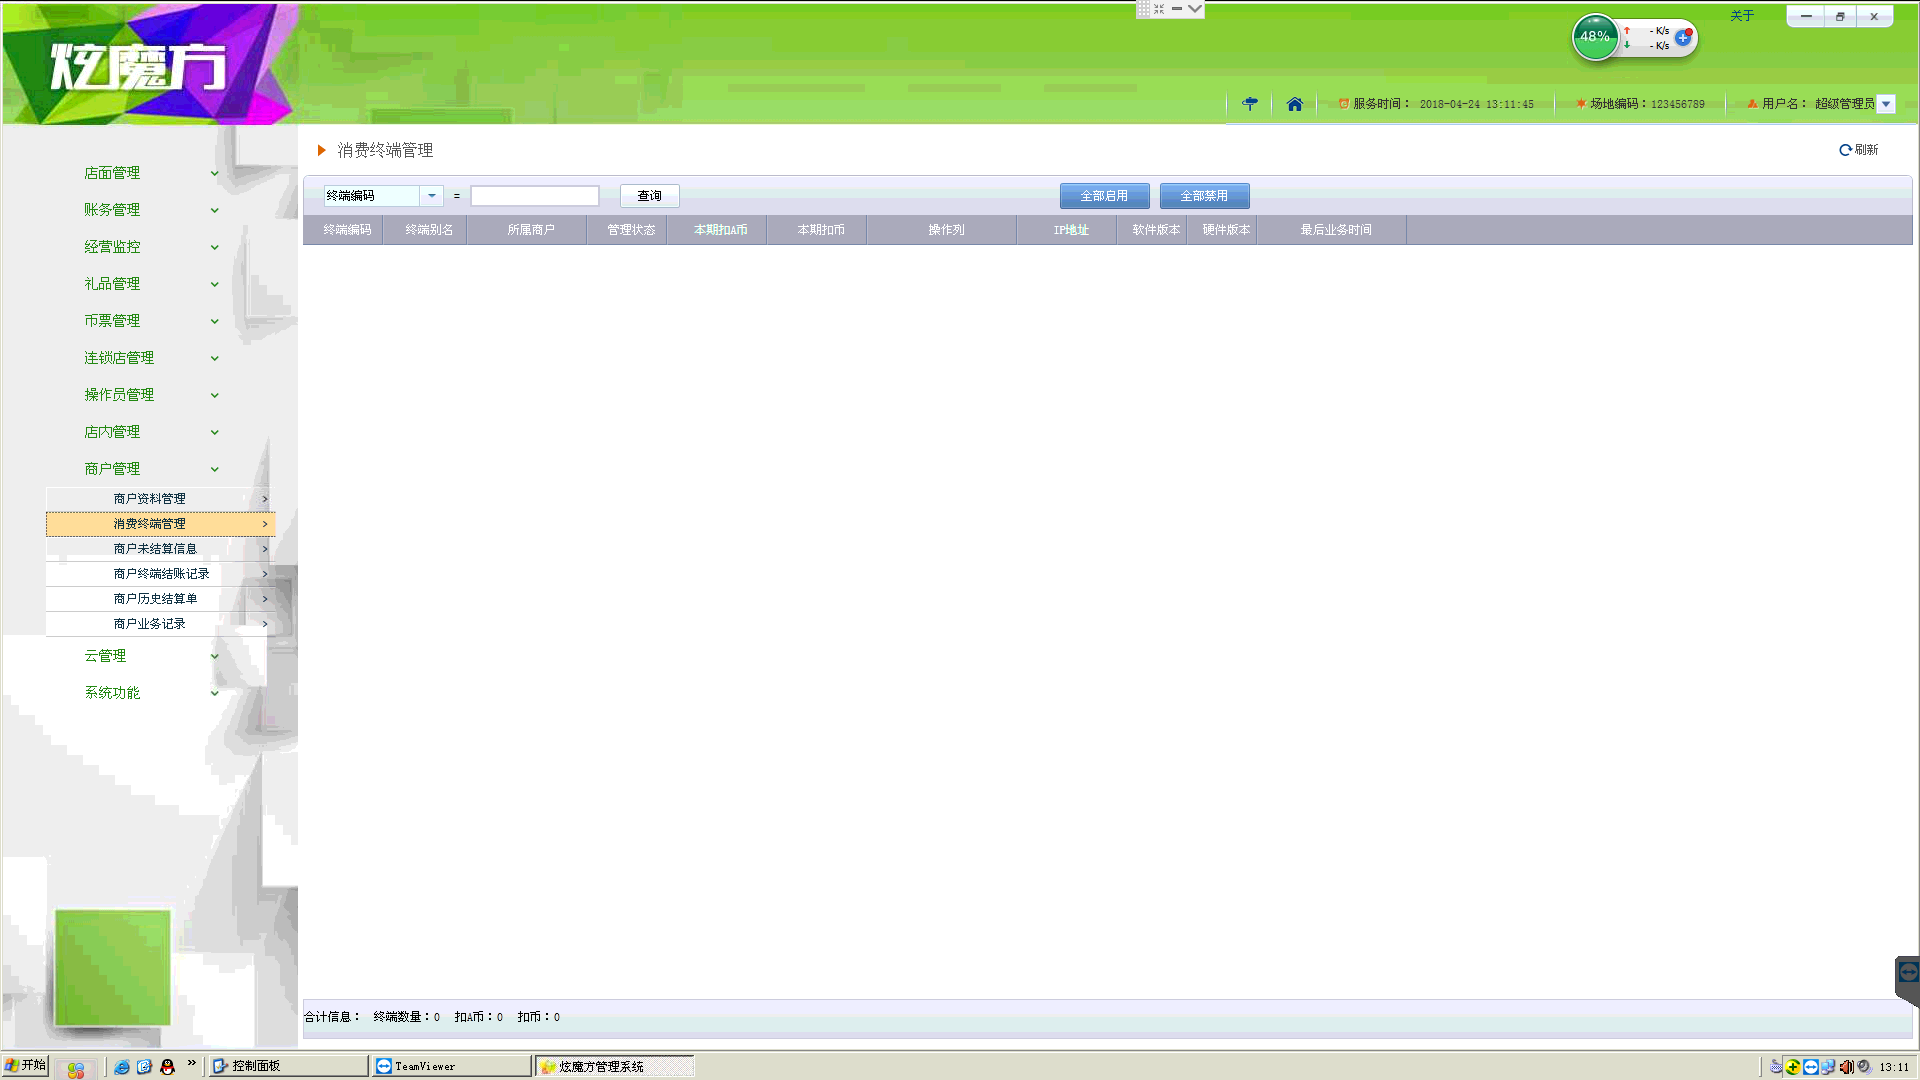 关于
48%
- K/s
- K/s
炫魔方
服务时间： 2018-04-24 13:11:45
场地编码：123456789
用户名： 超级管理员
消费终端管理
刷新
店面管理
账务管理
经营监控
礼品管理
币票管理
连锁店管理
操作员管理
店内管理
商户管理
商户资料管理
消费终端管理
商户未结算信息
商户终端结账记录
商户历史结算单
商户业务记录
云管理
系统功能
终端编码 = 查询 全部启用 全部禁用
终端编码 终端别名 所属商户 管理状态 本期扣A币 本期扣币 操作列 IP地址 软件版本 硬件版本 最后业务时间
合计信息： 终端数量：0 扣A币：0 扣币：0
开始 » 控制面板 TeamViewer 炫魔方管理系统 13:11